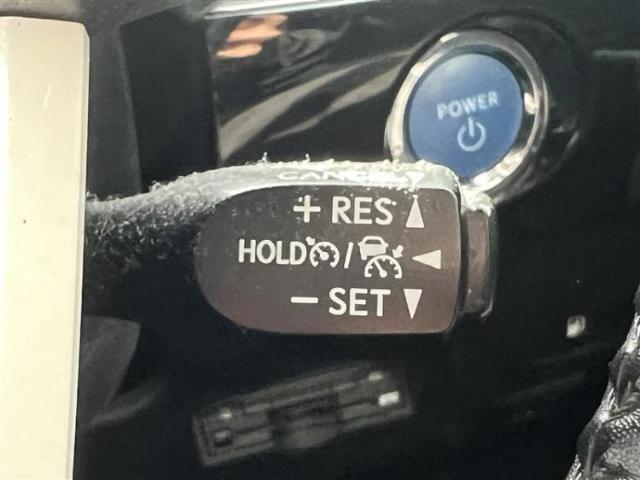 POWER
CANCEL
+ RES
HOLD /
− SET